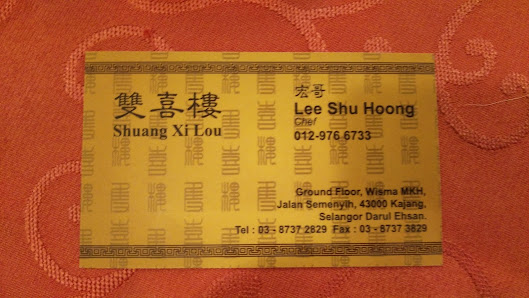 雙喜樓
Shuang Xi Lou
宏哥
Lee Shu Hoong
Chef
012-976 6733
Ground Floor, Wisma MKH,
Jalan Semenyih, 43000 Kajang.
Selangor Darul Ehsan.
Tel : 03 - 8737 2829 Fax : 03 - 8737 3829